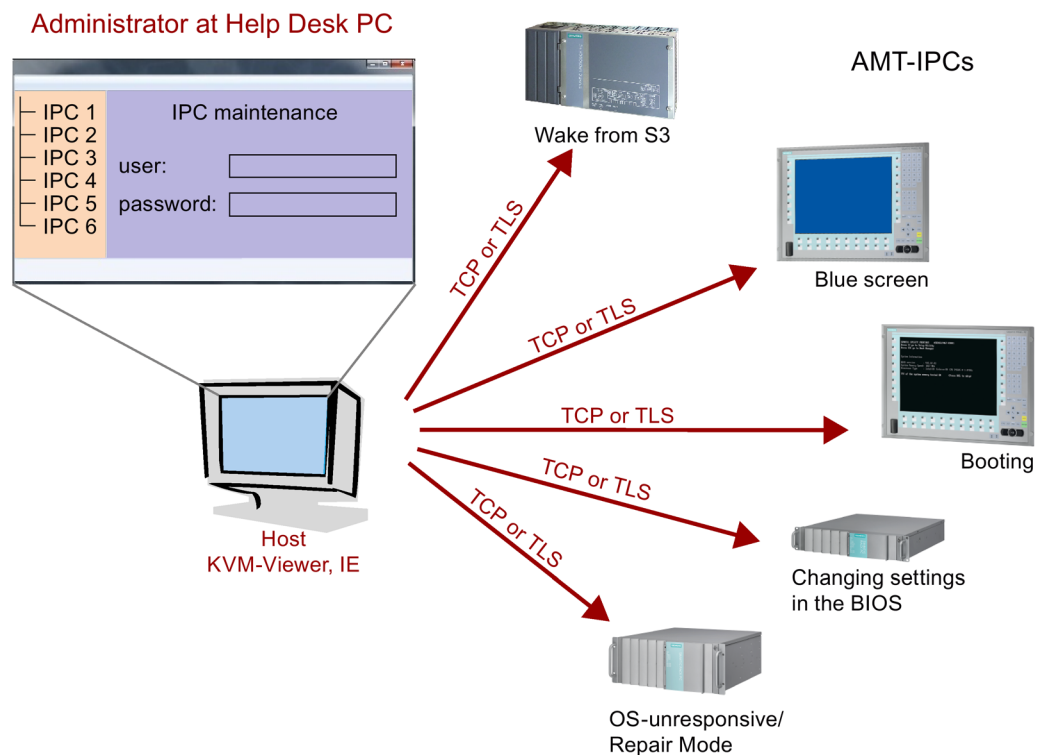 Administrator at Help Desk PC
AMT-IPCs
IPC 1
IPC 2
IPC 3
IPC 4
IPC 5
IPC 6
IPC maintenance
user:
password:
Wake from S3
TCP or TLS
Blue screen
TCP or TLS
TCP or TLS
Booting
TCP or TLS
Changing settings
in the BIOS
TCP or TLS
OS-unresponsive/
Repair Mode
Host
KVM-Viewer, IE